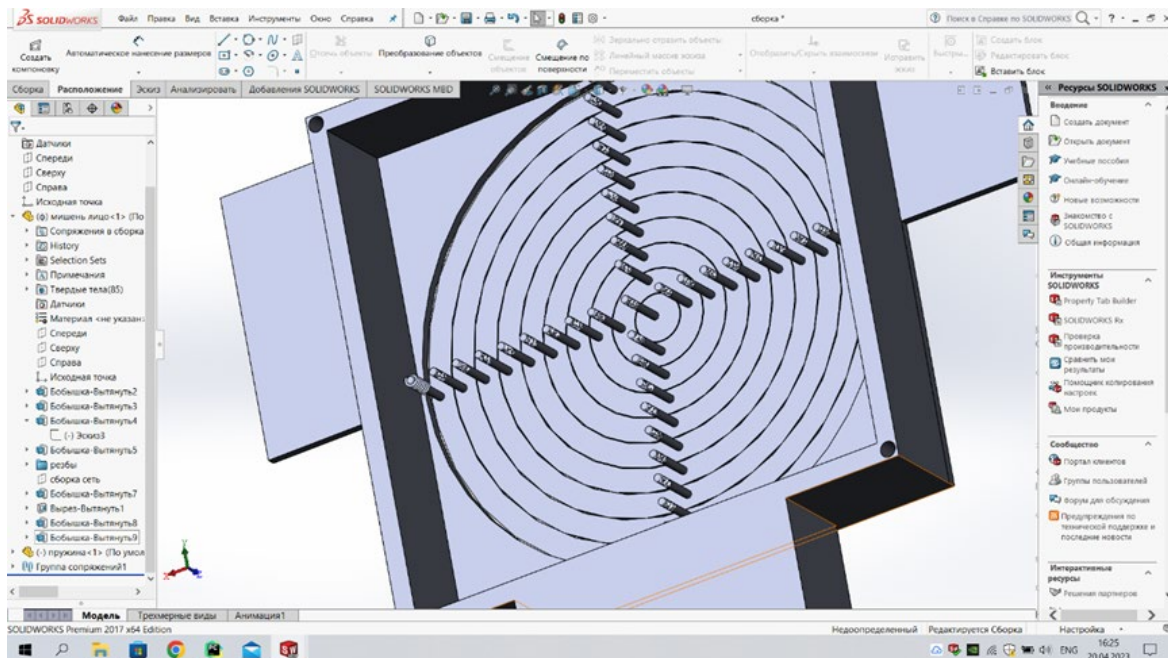 SOLIDWORKS Файл Правка Вид Вставка Инструменты Окно Справка сборка * Поиск в Справке по SOLIDWORKS
Создать компоновку
Автоматическое нанесение размеров
Отсечь объекты
Преобразование объектов
Смещение объектов
Смещение по поверхности
Зеркально отразить объекты
Линейный массив эскиза
Переместить объекты
Отобразить/Скрыть взаимосвязи
Исправить эскиз
Быстры...
Создать блок
Редактировать блок
Вставить блок
Сборка Расположение Эскиз Анализировать Добавления SOLIDWORKS SOLIDWORKS MBD
Датчики
Спереди
Сверху
Справа
Исходная точка
(ф) мишень лицо<1> (По
Сопряжения в сборка
History
Selection Sets
Примечания
Твердые тела(85)
Датчики
Материал <не указан>
Спереди
Сверху
Справа
Исходная точка
Бобышка-Вытянуть2
Бобышка-Вытянуть3
Бобышка-Вытянуть4
(-) Эскиз3
Бобышка-Вытянуть5
резбы
сборка сеть
Бобышка-Вытянуть7
Вырез-Вытянуть1
Бобышка-Вытянуть8
Бобышка-Вытянуть9
(-) пружина<1> (По умол
Группа сопряжений1
Ресурсы SOLIDWORKS
Введение
Создать документ
Открыть документ
Учебные пособия
Онлайн-обучение
Новые возможности
Знакомство с
SOLIDWORKS
Общая информация
Инструменты
SOLIDWORKS
Property Tab Builder
SOLIDWORKS Rx
Проверка
производительности
Сравнить мои
результаты
Помощник копирования
настроек
Мои продукты
Сообщество
Портал клиентов
Группы пользователей
Форум для обсуждения
Предупреждения по
технической поддержке и
последние новости
Интерактивные
ресурсы
Решения партнеров
Модель Трехмерные виды Анимация1
SOLIDWORKS Premium 2017 x64 Edition Недоопределенный Редактируется Сборка Настройка
ENG 16:25
20.04.2023